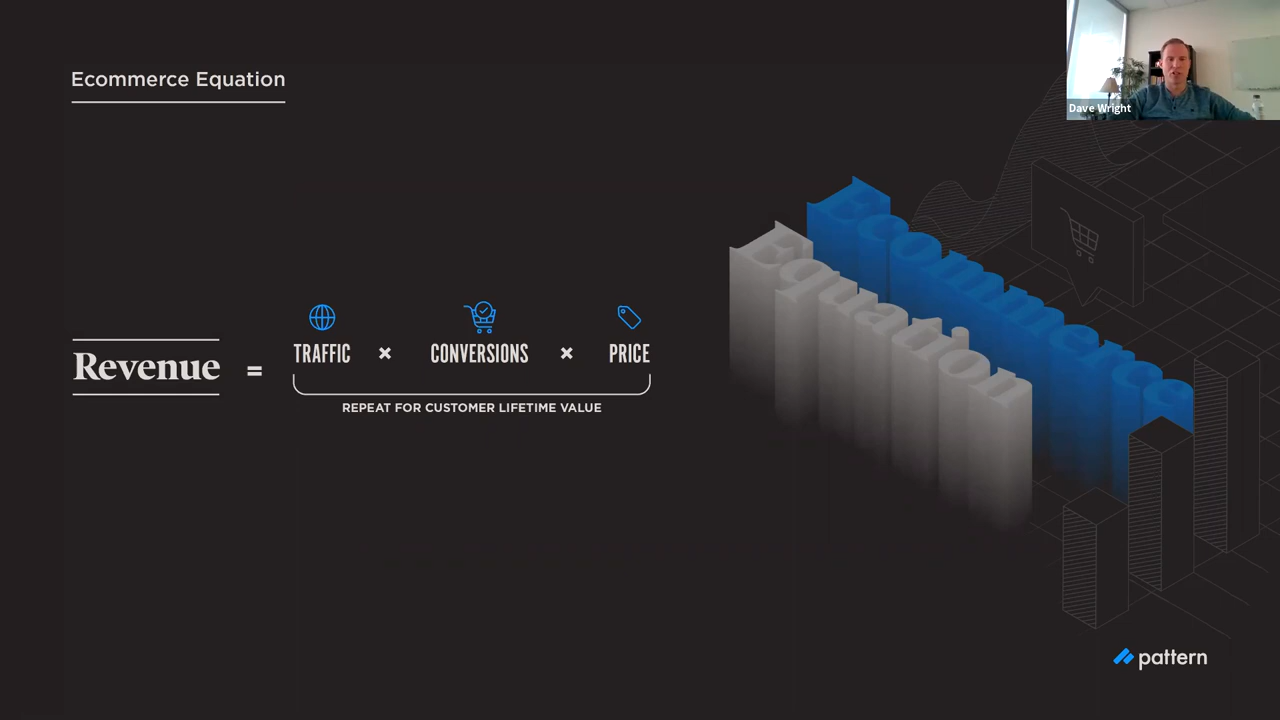 Ecommerce Equation
Dave Wright
Ecommerce
Equation
TRAFFIC × CONVERSIONS × PRICE
Revenue =
REPEAT FOR CUSTOMER LIFETIME VALUE
pattern